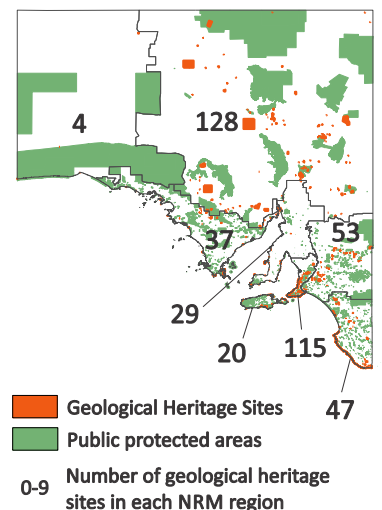 4
128
37
53
29
20
115
47
Geological Heritage Sites
Public protected areas
0-9 Number of geological heritage
sites in each NRM region